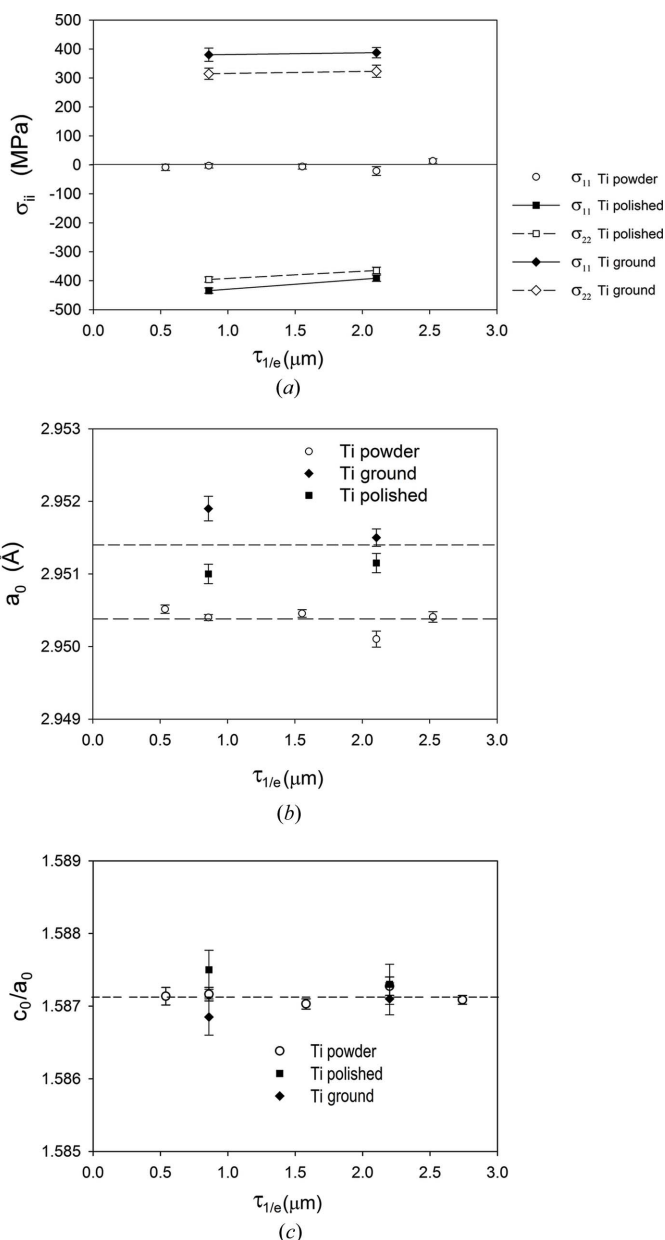 400
300
200
100
0
-100
-200
-300
-400
-500
σii (MPa)
0.0 0.5 1.0 1.5 2.0 2.5 3.0
τ1/e (μm)
σ11 Ti powder
σ11 Ti polished
σ22 Ti polished
σ11 Ti ground
σ22 Ti ground
(a)
2.953
2.952
2.951
2.950
2.949
a0 (Å)
Ti powder
Ti ground
Ti polished
0.0 0.5 1.0 1.5 2.0 2.5 3.0
τ1/e (μm)
(b)
1.589
1.588
1.587
1.586
1.585
c0/a0
Ti powder
Ti polished
Ti ground
0.0 0.5 1.0 1.5 2.0 2.5 3.0
τ1/e (μm)
(c)